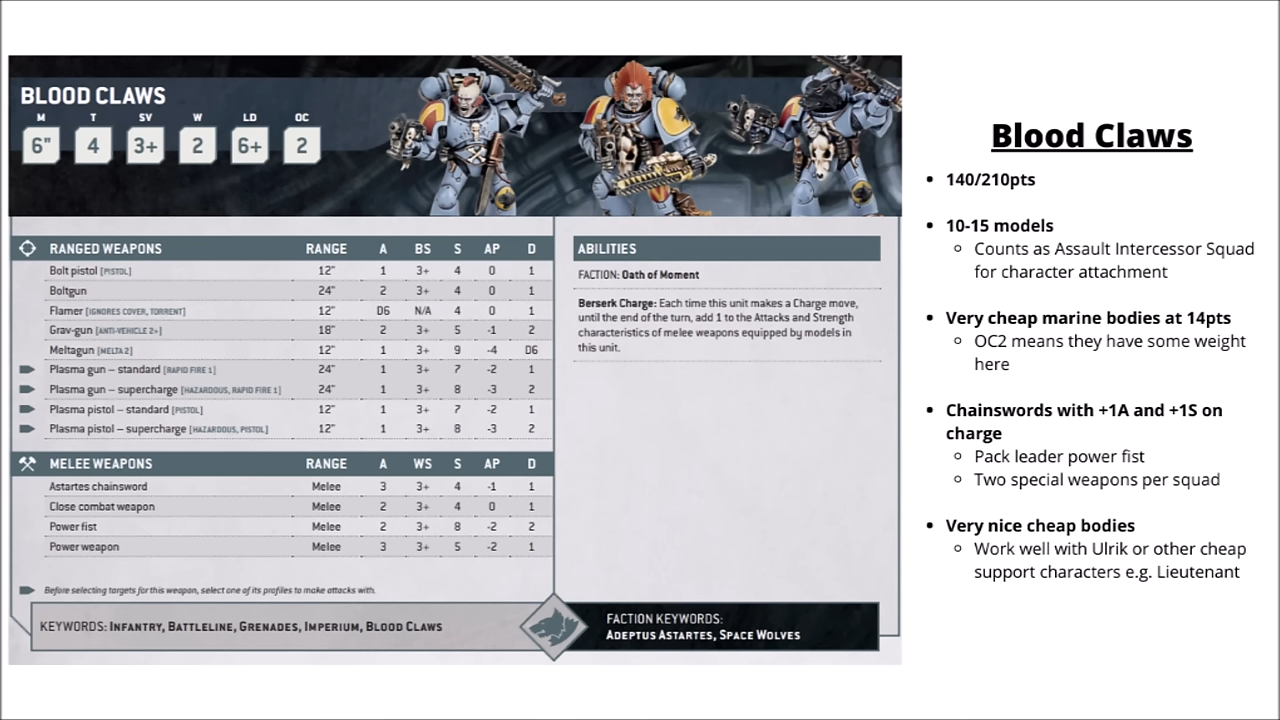 BLOOD CLAWS
M T SV W LD OC
6" 4 3+ 2 6+ 2
RANGED WEAPONS RANGE A BS S AP D
Bolt pistol [PISTOL] 12" 1 3+ 4 0 1
Boltgun 24" 2 3+ 4 0 1
Flamer [IGNORES COVER, TORRENT] 12" D6 N/A 4 0 1
Grav-gun [ANTI-VEHICLE 2+] 18" 2 3+ 5 -1 2
Meltagun [MELTA 2] 12" 1 3+ 9 -4 D6
Plasma gun – standard [RAPID FIRE 1] 24" 1 3+ 7 -2 1
Plasma gun – supercharge [HAZARDOUS, RAPID FIRE 1] 24" 1 3+ 8 -3 2
Plasma pistol – standard [PISTOL] 12" 1 3+ 7 -2 1
Plasma pistol – supercharge [HAZARDOUS, PISTOL] 12" 1 3+ 8 -3 2
MELEE WEAPONS RANGE A WS S AP D
Astartes chainsword Melee 3 3+ 4 -1 1
Close combat weapon Melee 2 3+ 4 0 1
Power fist Melee 2 3+ 8 -2 2
Power weapon Melee 3 3+ 5 -2 1
Before selecting targets for this weapon, select one of its profiles to make attacks with.
ABILITIES
FACTION: Oath of Moment
Berserk Charge: Each time this unit makes a Charge move,
until the end of the turn, add 1 to the Attacks and Strength
characteristics of melee weapons equipped by models in
this unit.
KEYWORDS: INFANTRY, BATTLELINE, GRENADES, IMPERIUM, BLOOD CLAWS
FACTION KEYWORDS:
ADEPTUS ASTARTES, SPACE WOLVES
Blood Claws
• 140/210pts
• 10-15 models
◦ Counts as Assault Intercessor Squad
for character attachment
• Very cheap marine bodies at 14pts
◦ OC2 means they have some weight
here
• Chainswords with +1A and +1S on
charge
◦ Pack leader power fist
◦ Two special weapons per squad
• Very nice cheap bodies
◦ Work well with Ulrik or other cheap
support characters e.g. Lieutenant